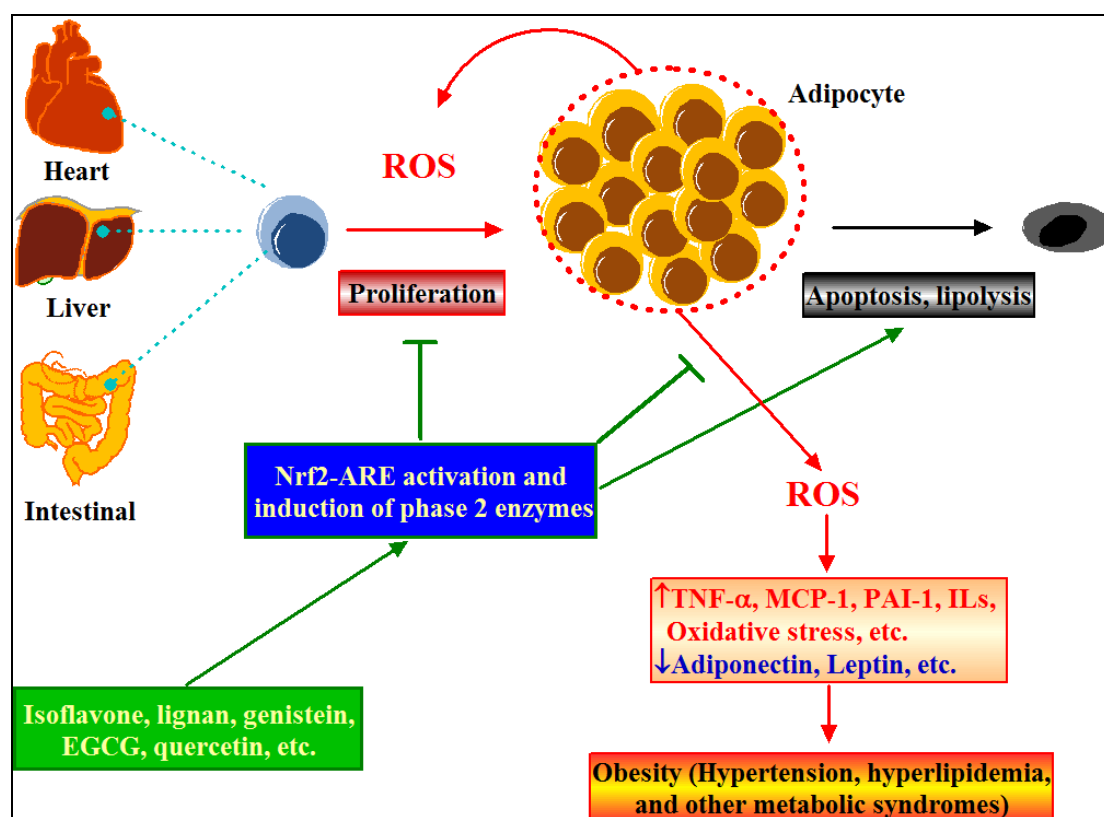 Heart
Liver
Intestinal
ROS
Proliferation
Adipocyte
Apoptosis, lipolysis
Nrf2-ARE activation and
induction of phase 2 enzymes
ROS
↑TNF-α, MCP-1, PAI-1, ILs,
Oxidative stress, etc.
↓Adiponectin, Leptin, etc.
Isoflavone, lignan, genistein,
EGCG, quercetin, etc.
Obesity (Hypertension, hyperlipidemia,
and other metabolic syndromes)